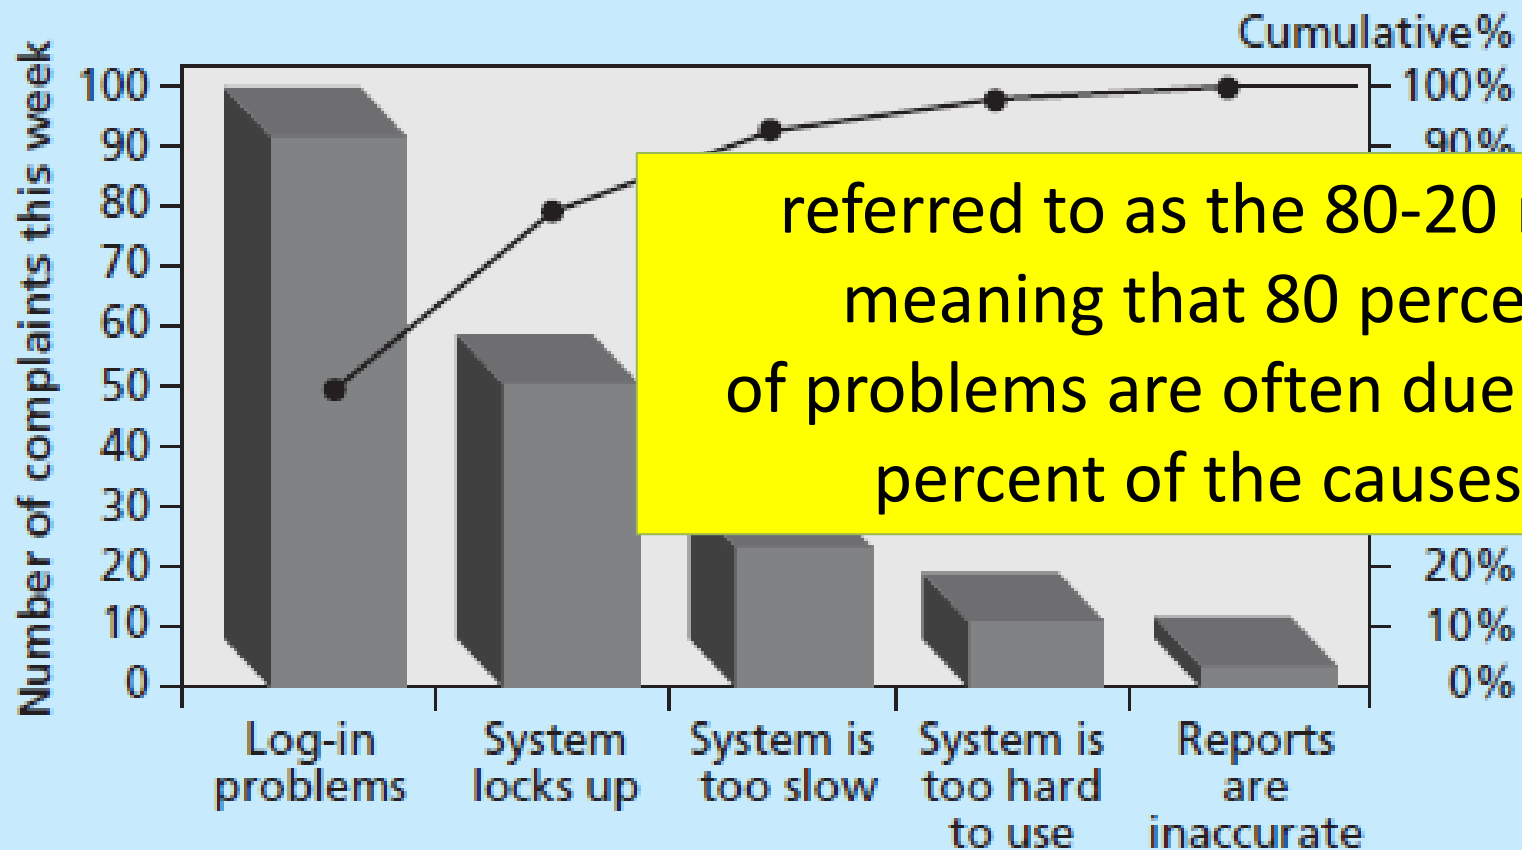 Cumulative%
Number of complaints this week
100
90
80
70
60
50
40
30
20
10
0
100%
90%
20%
10%
0%
referred to as the 80-20
meaning that 80 perce
of problems are often due
percent of the causes
Log-in
problems
System
locks up
System is
too slow
System is
too hard
to use
Reports
are
inaccurate